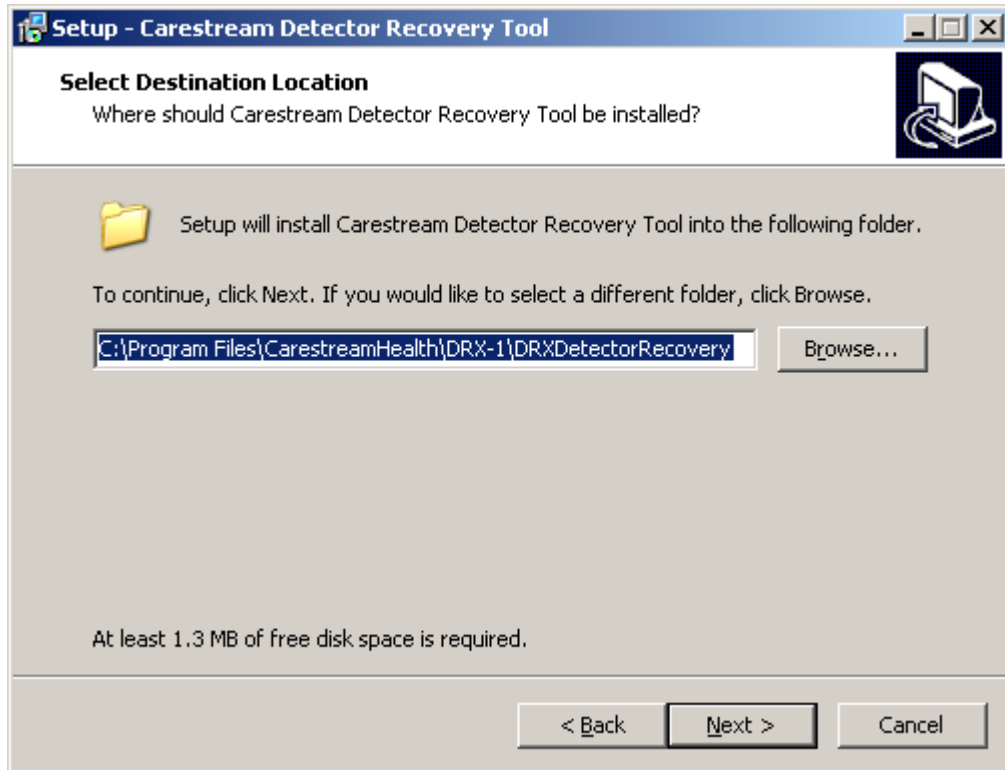 Setup - Carestream Detector Recovery Tool
Select Destination Location
Where should Carestream Detector Recovery Tool be installed?
Setup will install Carestream Detector Recovery Tool into the following folder.
To continue, click Next. If you would like to select a different folder, click Browse.
C:\Program Files\CarestreamHealth\DRX-1\DRXDetectorRecovery
Browse...
At least 1.3 MB of free disk space is required.
< Back
Next >
Cancel